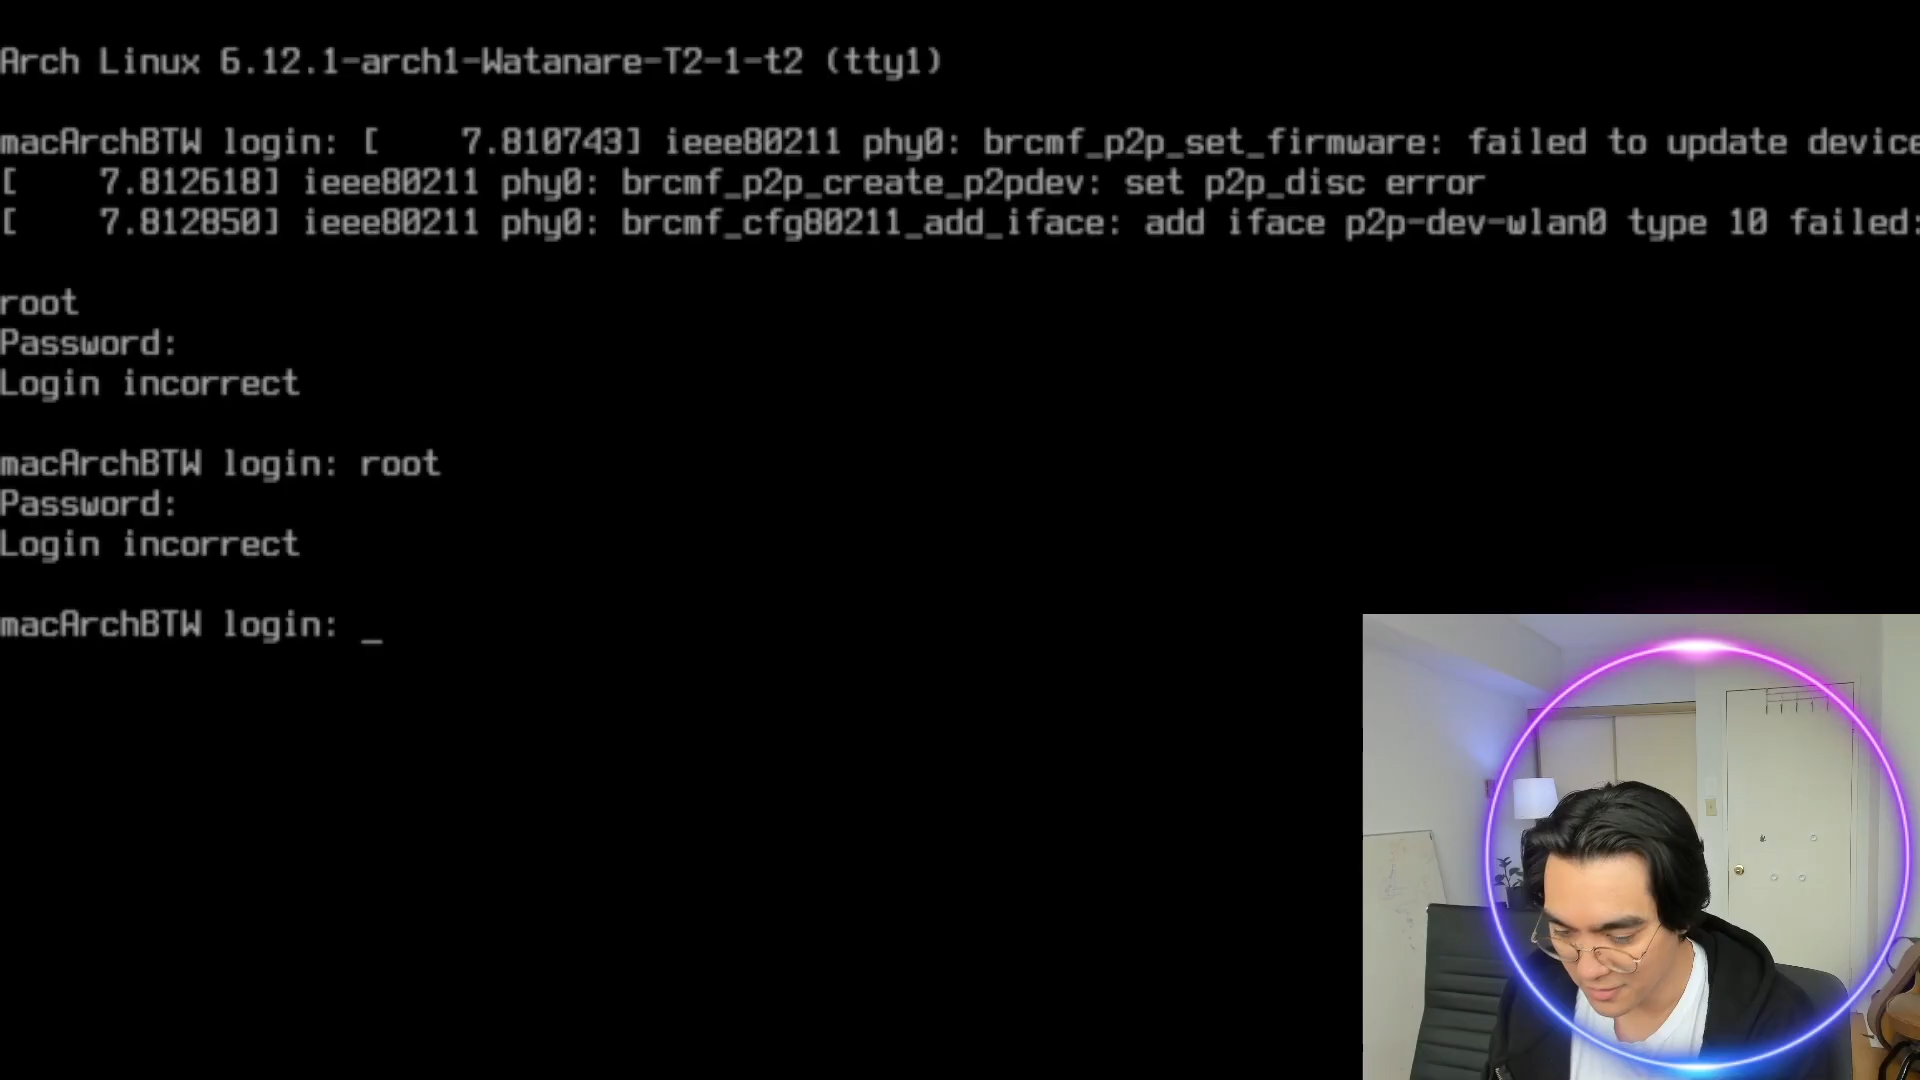 Arch Linux 6.12.1-arch1-Watanare-T2-1-t2 (tty1)
macArchBTW login: [    7.810743] ieee80211 phy0: brcmf_p2p_set_firmware: failed to update device
[    7.812618] ieee80211 phy0: brcmf_p2p_create_p2pdev: set p2p_disc error
[    7.812850] ieee80211 phy0: brcmf_cfg80211_add_iface: add iface p2p-dev-wlan0 type 10 failed:
root
Password:
Login incorrect
macArchBTW login: root
Password:
Login incorrect
macArchBTW login: _